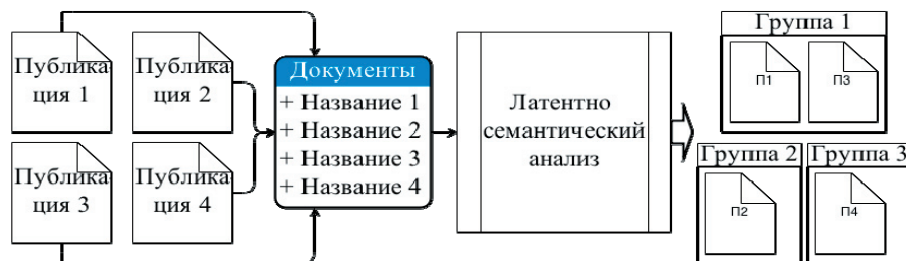 Публика-
ция 1
Публика-
ция 2
Публика-
ция 3
Публика-
ция 4
Документы
+ Название 1
+ Название 2
+ Название 3
+ Название 4
Латентно
семантический
анализ
Группа 1
П1
П3
Группа 2
П2
Группа 3
П4